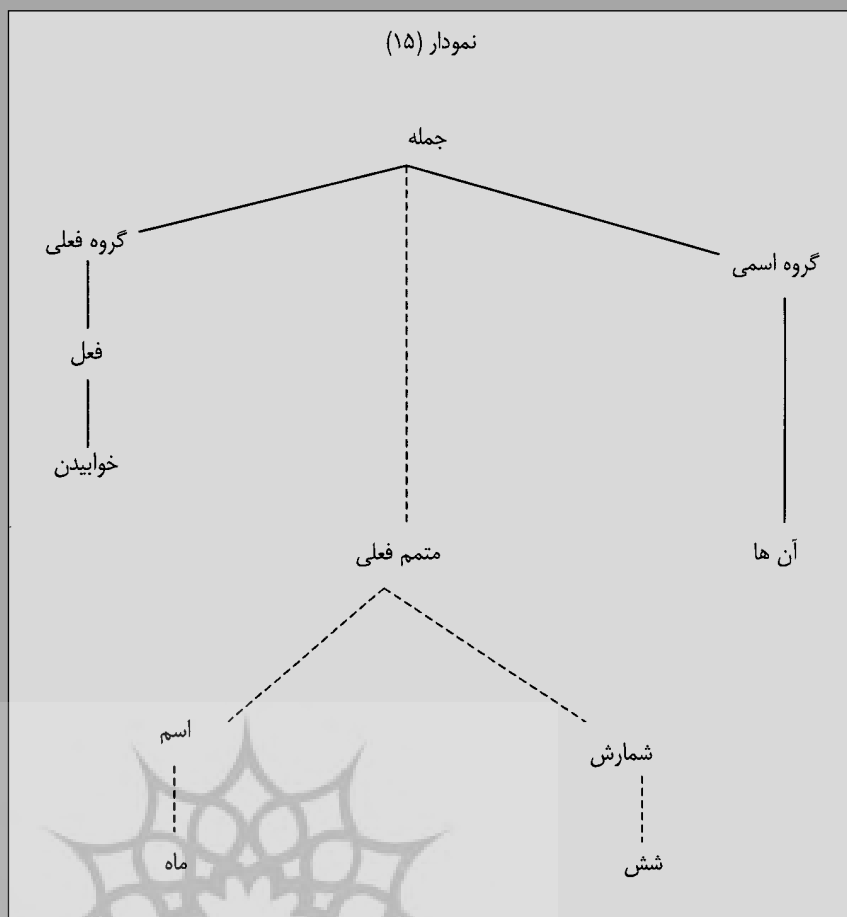 نمودار (۱۵)
جمله
گروه اسمی
گروه فعلی
فعل
خوابیدن
آن ها
متمم فعلی
شمارش
اسم
شش
ماه